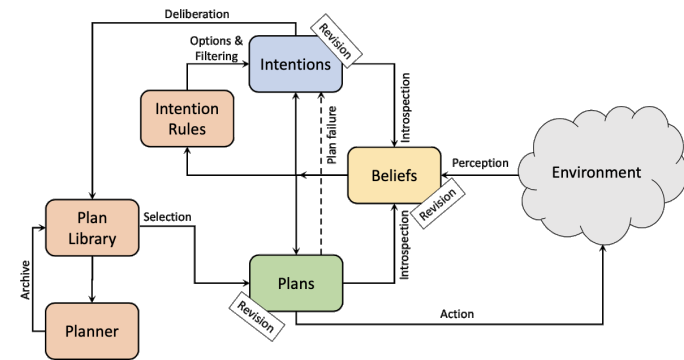 Deliberation
Options &
Filtering
Intentions
Revision
Introspection
Intention
Rules
Plan failure
Beliefs
Revision
Perception
Environment
Plan
Library
Selection
Introspection
Archive
Plans
Revision
Planner
Action